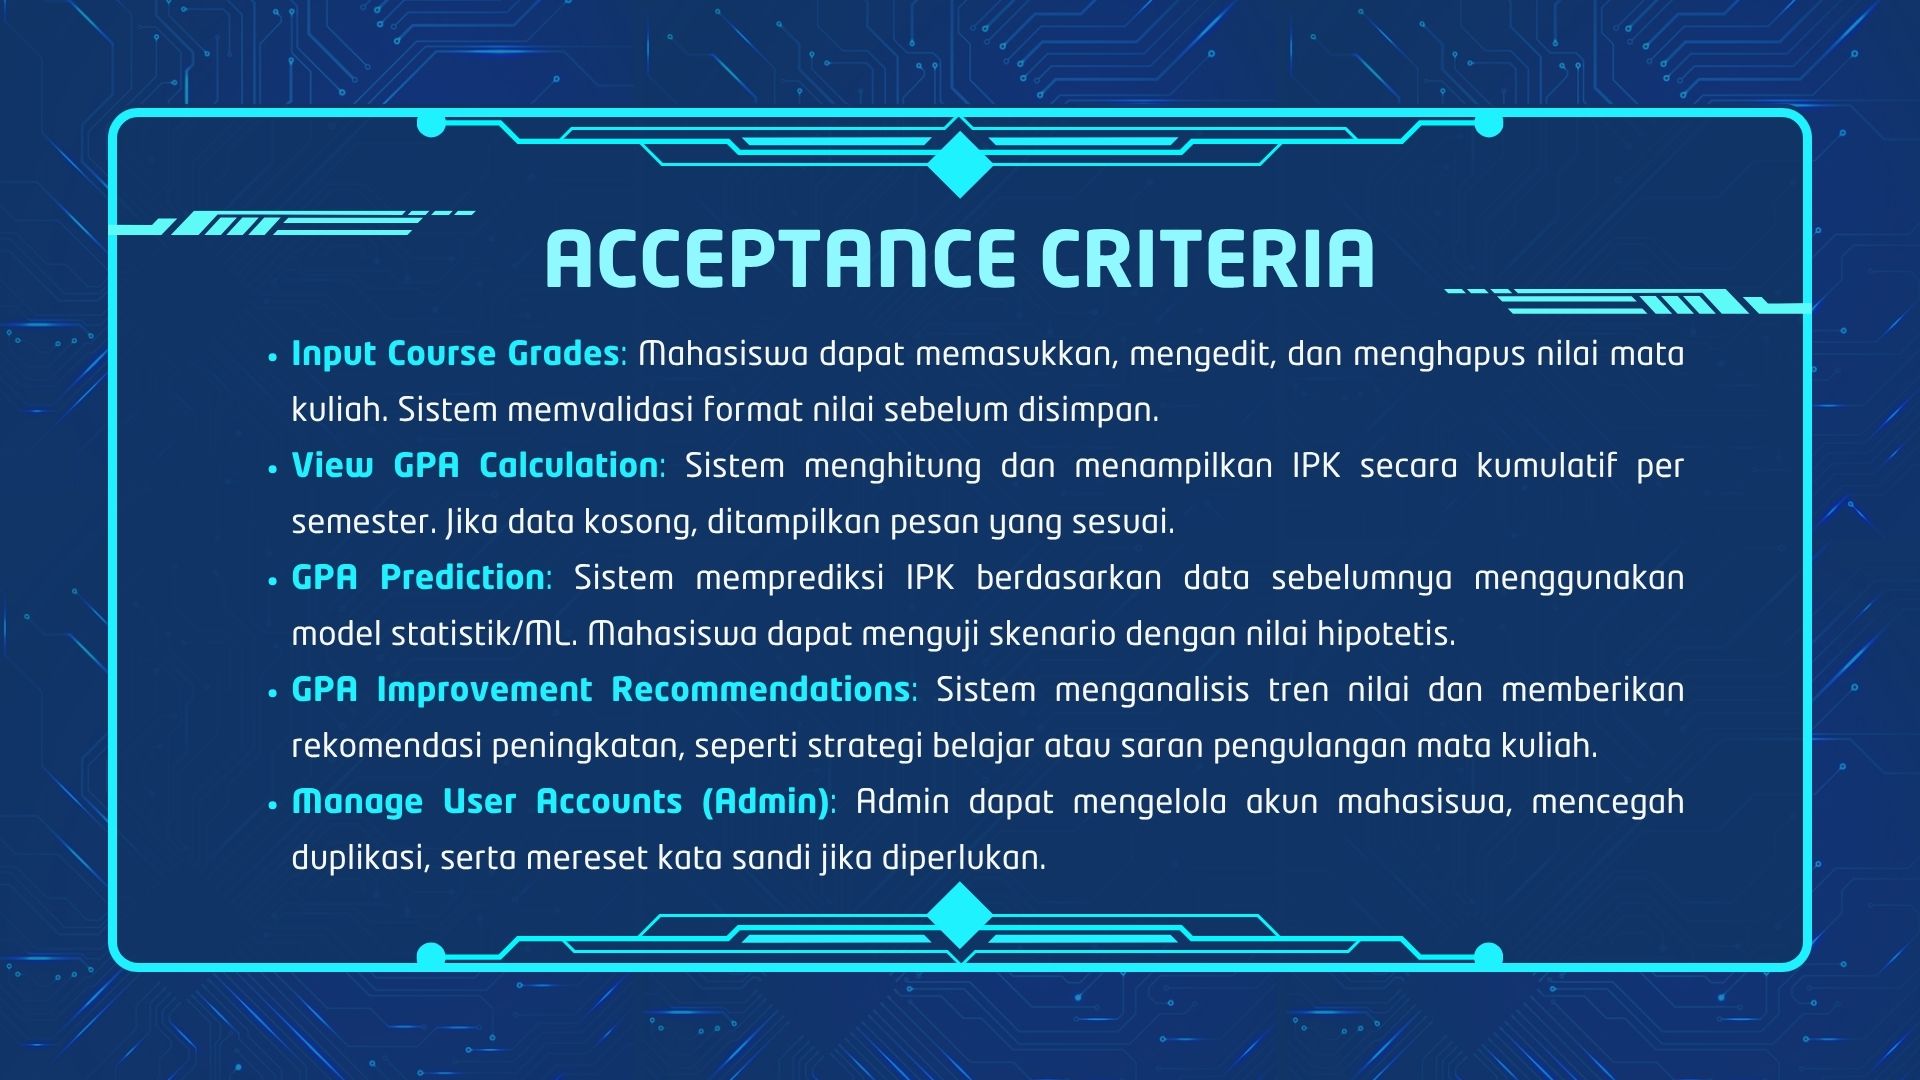 ACCEPTANCE CRITERIA
• Input Course Grades: Mahasiswa dapat memasukkan, mengedit, dan menghapus nilai mata
kuliah. Sistem memvalidasi format nilai sebelum disimpan.
• View GPA Calculation: Sistem menghitung dan menampilkan IPK secara kumulatif per
semester. Jika data kosong, ditampilkan pesan yang sesuai.
• GPA Prediction: Sistem memprediksi IPK berdasarkan data sebelumnya menggunakan
model statistik/ML. Mahasiswa dapat menguji skenario dengan nilai hipotetis.
• GPA Improvement Recommendations: Sistem menganalisis tren nilai dan memberikan
rekomendasi peningkatan, seperti strategi belajar atau saran pengulangan mata kuliah.
• Manage User Accounts (Admin): Admin dapat mengelola akun mahasiswa, mencegah
duplikasi, serta mereset kata sandi jika diperlukan.